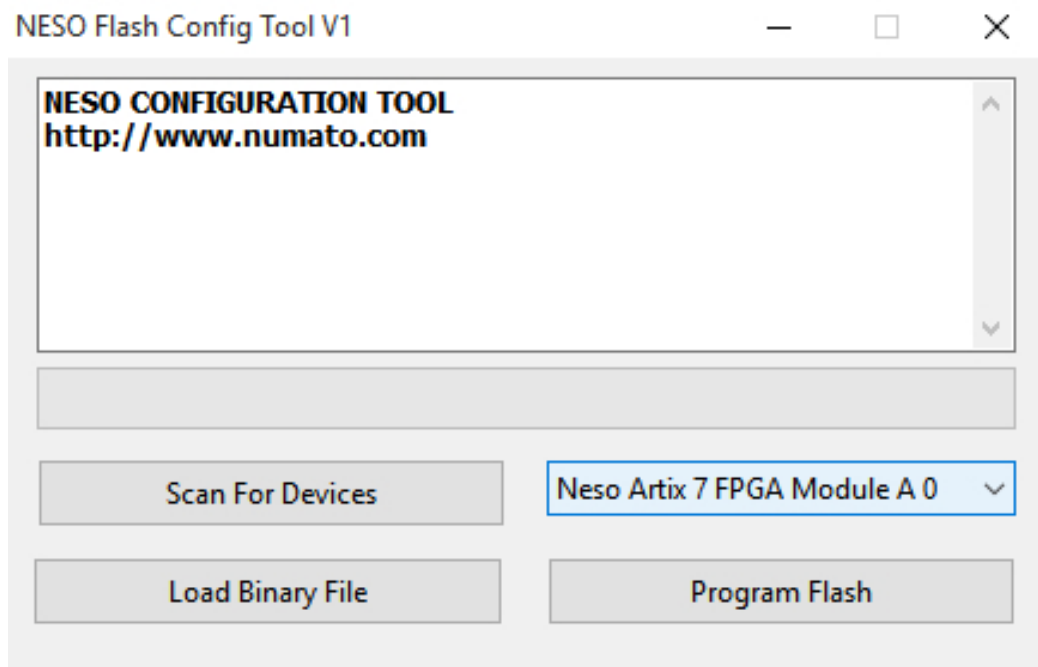 NESO Flash Config Tool V1
NESO CONFIGURATION TOOL
http://www.numato.com
Scan For Devices
Neso Artix 7 FPGA Module A 0
Load Binary File
Program Flash